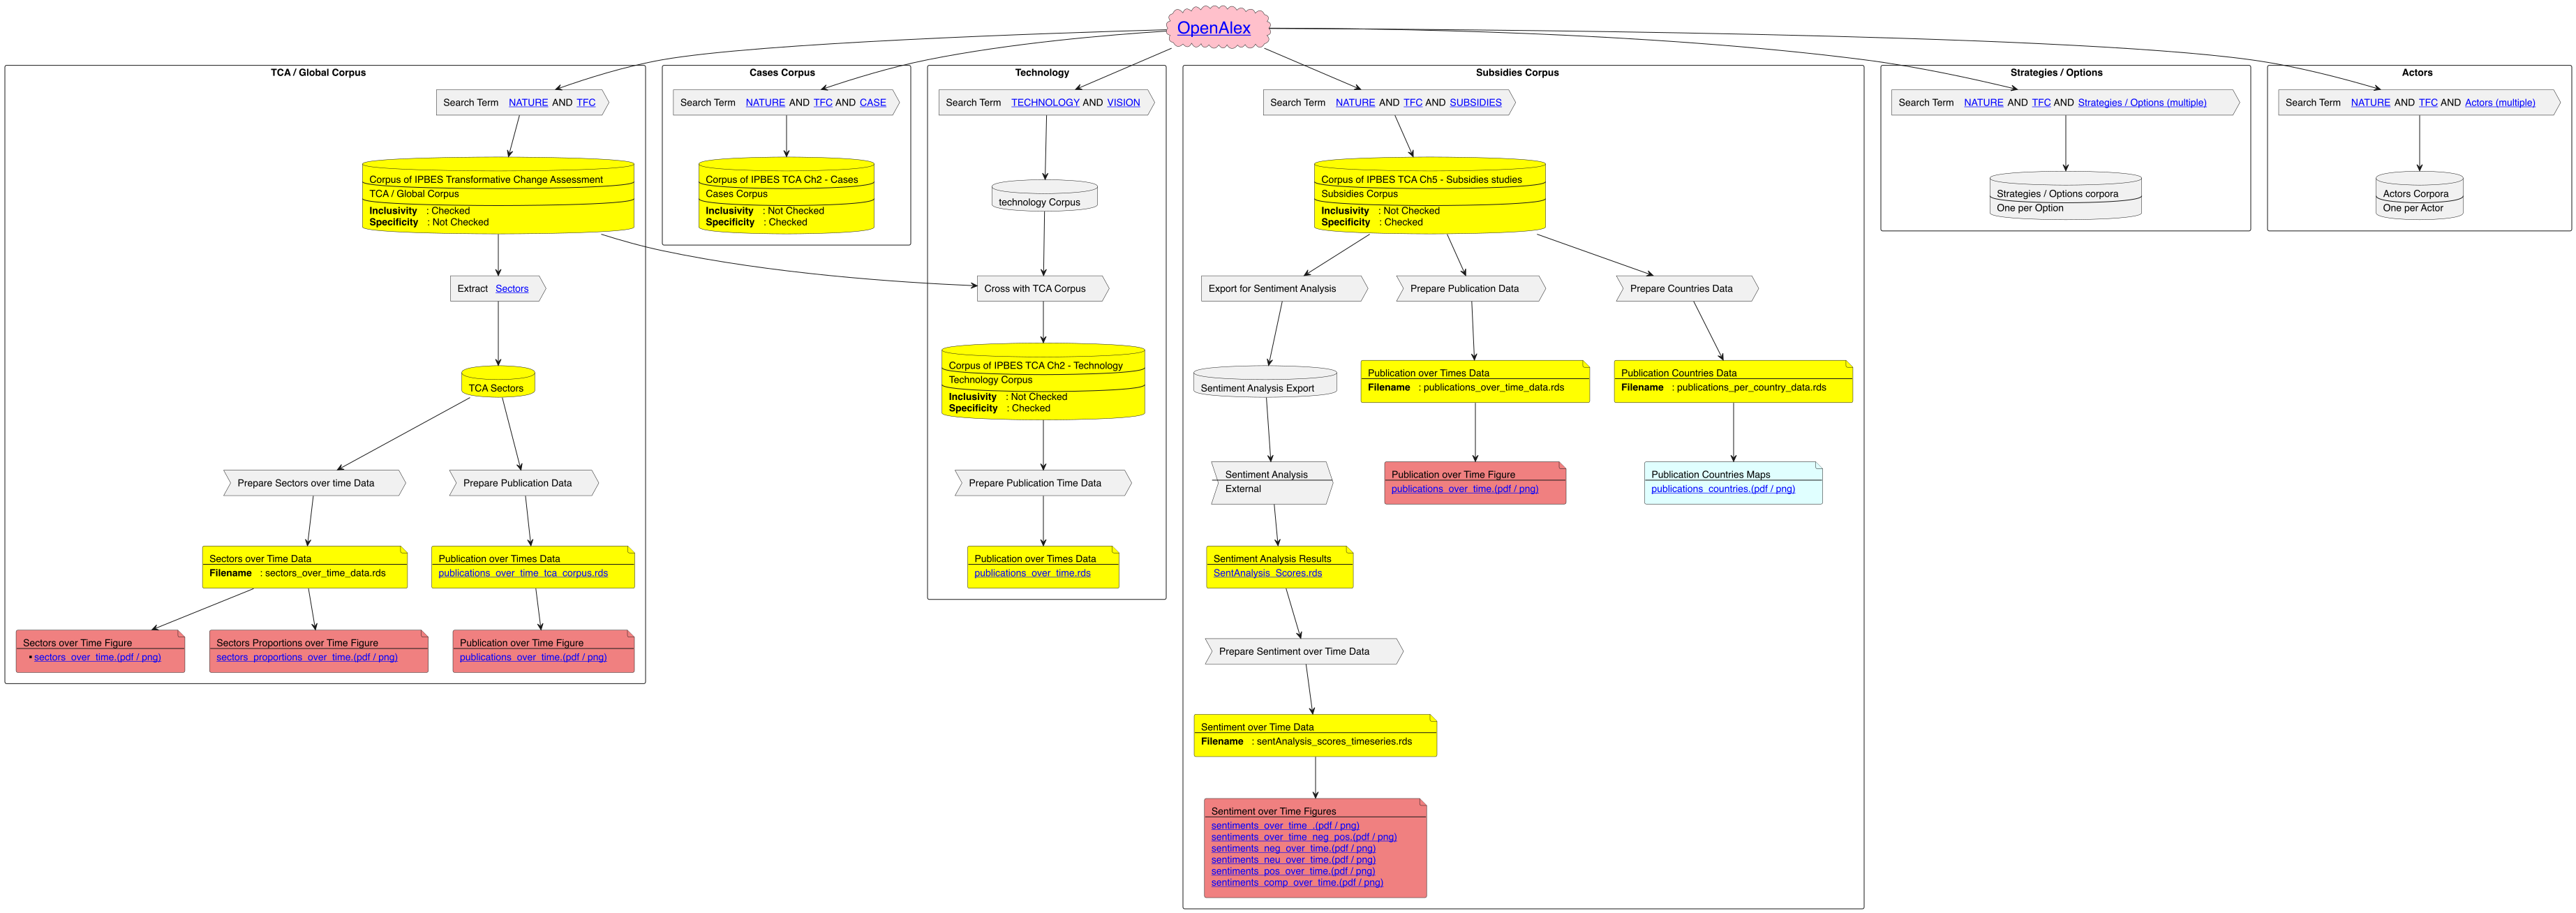 OpenAlex
TCA / Global Corpus
Search Term NATURE AND TFC
Corpus of IPBES Transformative Change Assessment
TCA / Global Corpus
Inclusivity : Checked
Specificity : Not Checked
Extract Sectors
TCA Sectors
Prepare Sectors over time Data
Prepare Publication Data
Sectors over Time Data
Filename : sectors_over_time_data.rds
Publication over Times Data
publications_over_time_tca_corpus.rds
Sectors over Time Figure
• sectors_over_time.(pdf / png)
Sectors Proportions over Time Figure
sectors_proportions_over_time.(pdf / png)
Publication over Time Figure
publications_over_time.(pdf / png)
Cases Corpus
Search Term NATURE AND TFC AND CASE
Corpus of IPBES TCA Ch2 - Cases
Cases Corpus
Inclusivity : Not Checked
Specificity : Checked
Technology
Search Term TECHNOLOGY AND VISION
technology Corpus
Cross with TCA Corpus
Corpus of IPBES TCA Ch2 - Technology
Technology Corpus
Inclusivity : Not Checked
Specificity : Checked
Prepare Publication Time Data
Publication over Times Data
publications_over_time.rds
Subsidies Corpus
Search Term NATURE AND TFC AND SUBSIDIES
Corpus of IPBES TCA Ch5 - Subsidies studies
Subsidies Corpus
Inclusivity : Not Checked
Specificity : Checked
Export for Sentiment Analysis
Prepare Publication Data
Prepare Countries Data
Sentiment Analysis Export
Publication over Times Data
Filename : publications_over_time_data.rds
Publication Countries Data
Filename : publications_per_country_data.rds
Sentiment Analysis
External
Publication over Time Figure
publications_over_time.(pdf / png)
Publication Countries Maps
publications_countries.(pdf / png)
Sentiment Analysis Results
SentAnalysis_Scores.rds
Prepare Sentiment over Time Data
Sentiment over Time Data
Filename : sentAnalysis_scores_timeseries.rds
Sentiment over Time Figures
sentiments_over_time_.(pdf / png)
sentiments_over_time_neg_pos.(pdf / png)
sentiments_neg_over_time.(pdf / png)
sentiments_neu_over_time.(pdf / png)
sentiments_pos_over_time.(pdf / png)
sentiments_comp_over_time.(pdf / png)
Strategies / Options
Search Term NATURE AND TFC AND Strategies / Options (multiple)
Strategies / Options corpora
One per Option
Actors
Search Term NATURE AND TFC AND Actors (multiple)
Actors Corpora
One per Actor